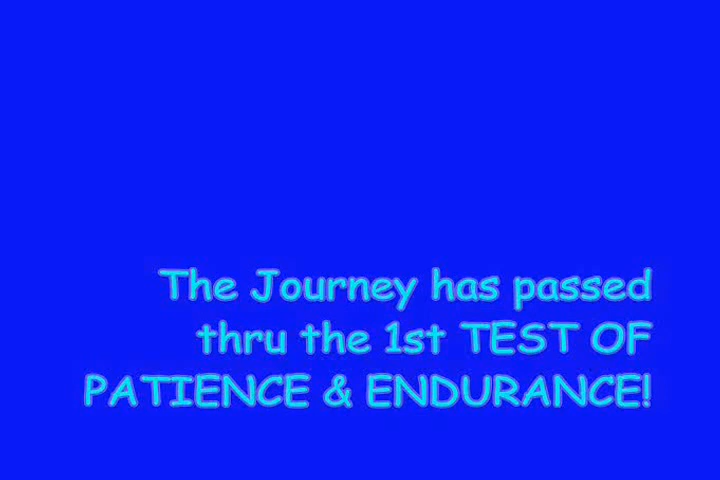 The Journey has passed
thru the 1st TEST OF
PATIENCE & ENDURANCE!